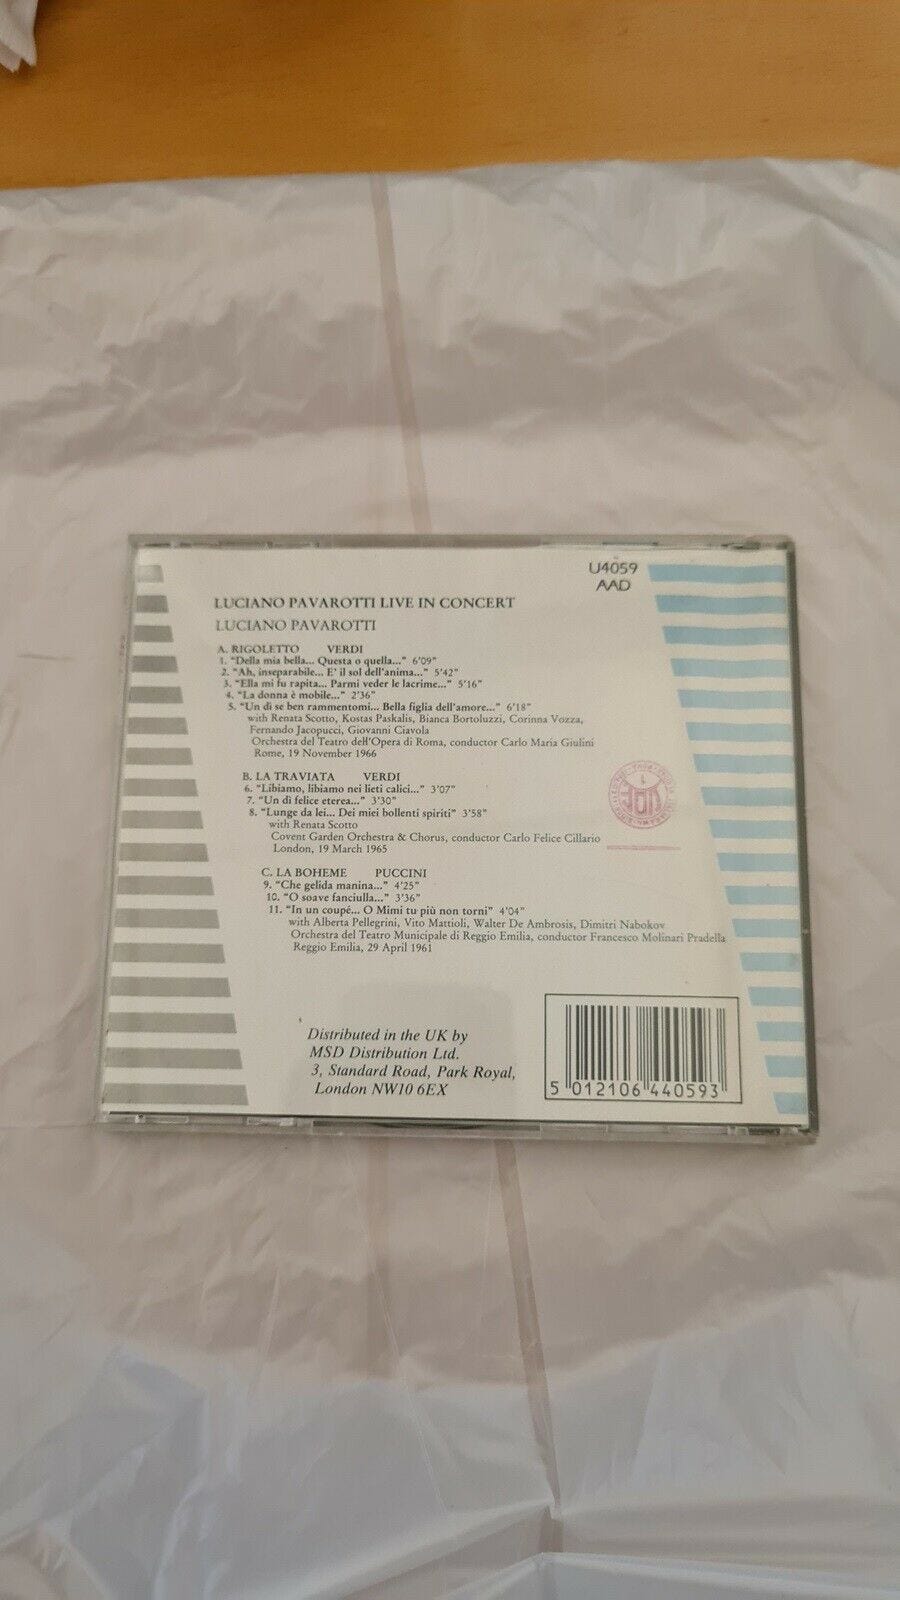 U4059
AAD
LUCIANO PAVAROTTI LIVE IN CONCERT
LUCIANO PAVAROTTI
A. RIGOLETTO VERDI
1. "Della mia bella... Questa o quella..." 6'09"
2. "Ah, inseparabile... E' il sol dell'anima..." 5'42"
3. "Ella mi fu rapita... Parmi veder le lacrime..." 5'16"
4. "La donna è mobile..." 2'36"
5. "Un di se ben rammentomi... Bella figlia dell'amore..." 6'18"
with Renata Scotto, Kostas Paskalis, Bianca Bortoluzzi, Corinna Vozza,
Fernando Jacopucci, Giovanni Ciavola
Orchestra del Teatro dell'Opera di Roma, conductor Carlo Maria Giulini
Rome, 19 November 1966
B. LA TRAVIATA VERDI
6. "Libiamo, libiamo nei lieti calici..." 3'07"
7. "Un dì felice eterea..." 3'30"
8. "Lunge da lei... Dei miei bollenti spiriti" 3'58"
with Renata Scotto
Covent Garden Orchestra & Chorus, conductor Carlo Felice Cillario
London, 19 March 1965
C. LA BOHEME PUCCINI
9. "Che gelida manina..." 4'25"
10. "O soave fanciulla..." 3'36"
11. "In un coupé... O Mimi tu più non torni" 4'04"
with Alberta Pellegrini, Vito Mattioli, Walter De Ambrosis, Dimitri Nabokov
Orchestra del Teatro Municipale di Reggio Emilia, conductor Francesco Molinari Pradella
Reggio Emilia, 29 April 1961
Distributed in the UK by
MSD Distribution Ltd.
3, Standard Road, Park Royal,
London NW10 6EX
5 012106 440593